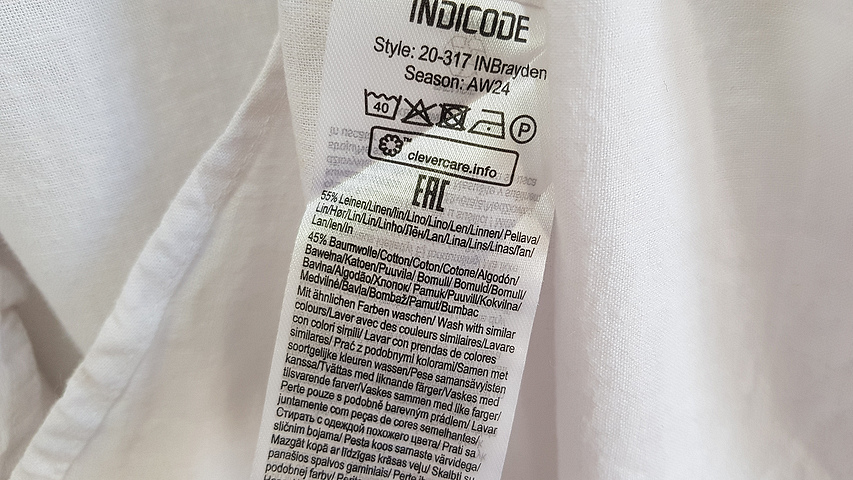 INDICODE
Style: 20-317 INBrayden
Season: AW24
40
P
clevercare.info
EAC
55% Leinen/Linen/lin/Lino/Lino/Len/Linnen/ Pellava/
Lin/Hør/Lin/Lin/Linho/Лён/Lan/Lina/Lins/Linas/ľan/
Lan/len/in
45% Baumwolle/Cotton/Coton/Cotone/Algodón/
Bawełna/Katoen/Puuvila/ Bomull/ Bomuld/Bomull/
Bavlna/Algodão/Хлопок/ Pamuk/Puuvill/Kokvilna/
Medvilnė/Bavla/Bombaž/Pamut/Bumbac
Mit ähnlichen Farben waschen/ Wash with similar
colours/Laver avec des couleurs similaires/Lavare
con colori simili/ Lavar con prendas de colores
similares/ Prać z podobnymi kolorami/Samen met
soortgelijke kleuren wassen/Pese samansävyisten
kanssa/Tvättas med liknande färger/Vaskes med
tilsvarende farver/Vaskes sammen med like farger/
Perte pouze s podobně barevným prádlem/ Lavar
juntamente com peças de cores semelhantes/
Стирать с одеждой похожего цвета/ Prati sa
sličnim bojama/ Pesta koos samaste värvidega/
Mazgāt kopā ar līdzīgas krāsas veļu/ Skalbti su
panašios spalvos gaminiais/ Perte
podobnej farby/